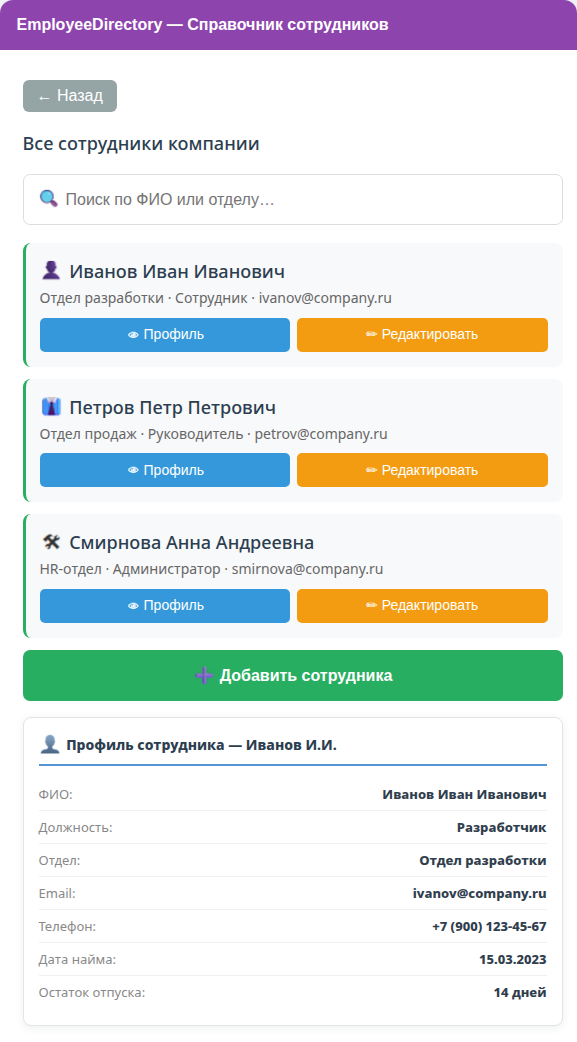 EmployeeDirectory — Справочник сотрудников
← Назад
Все сотрудники компании
🔍 Поиск по ФИО или отделу…
Иванов Иван Иванович
Отдел разработки · Сотрудник · ivanov@company.ru
👁 Профиль ✏ Редактировать
👔 Петров Петр Петрович
Отдел продаж · Руководитель · petrov@company.ru
👁 Профиль ✏ Редактировать
🛠 Смирнова Анна Андреевна
HR-отдел · Администратор · smirnova@company.ru
👁 Профиль ✏ Редактировать
➕ Добавить сотрудника
👤 Профиль сотрудника — Иванов И.И.
ФИО: Иванов Иван Иванович
Должность: Разработчик
Отдел: Отдел разработки
Email: ivanov@company.ru
Телефон: +7 (900) 123-45-67
Дата найма: 15.03.2023
Остаток отпуска: 14 дней